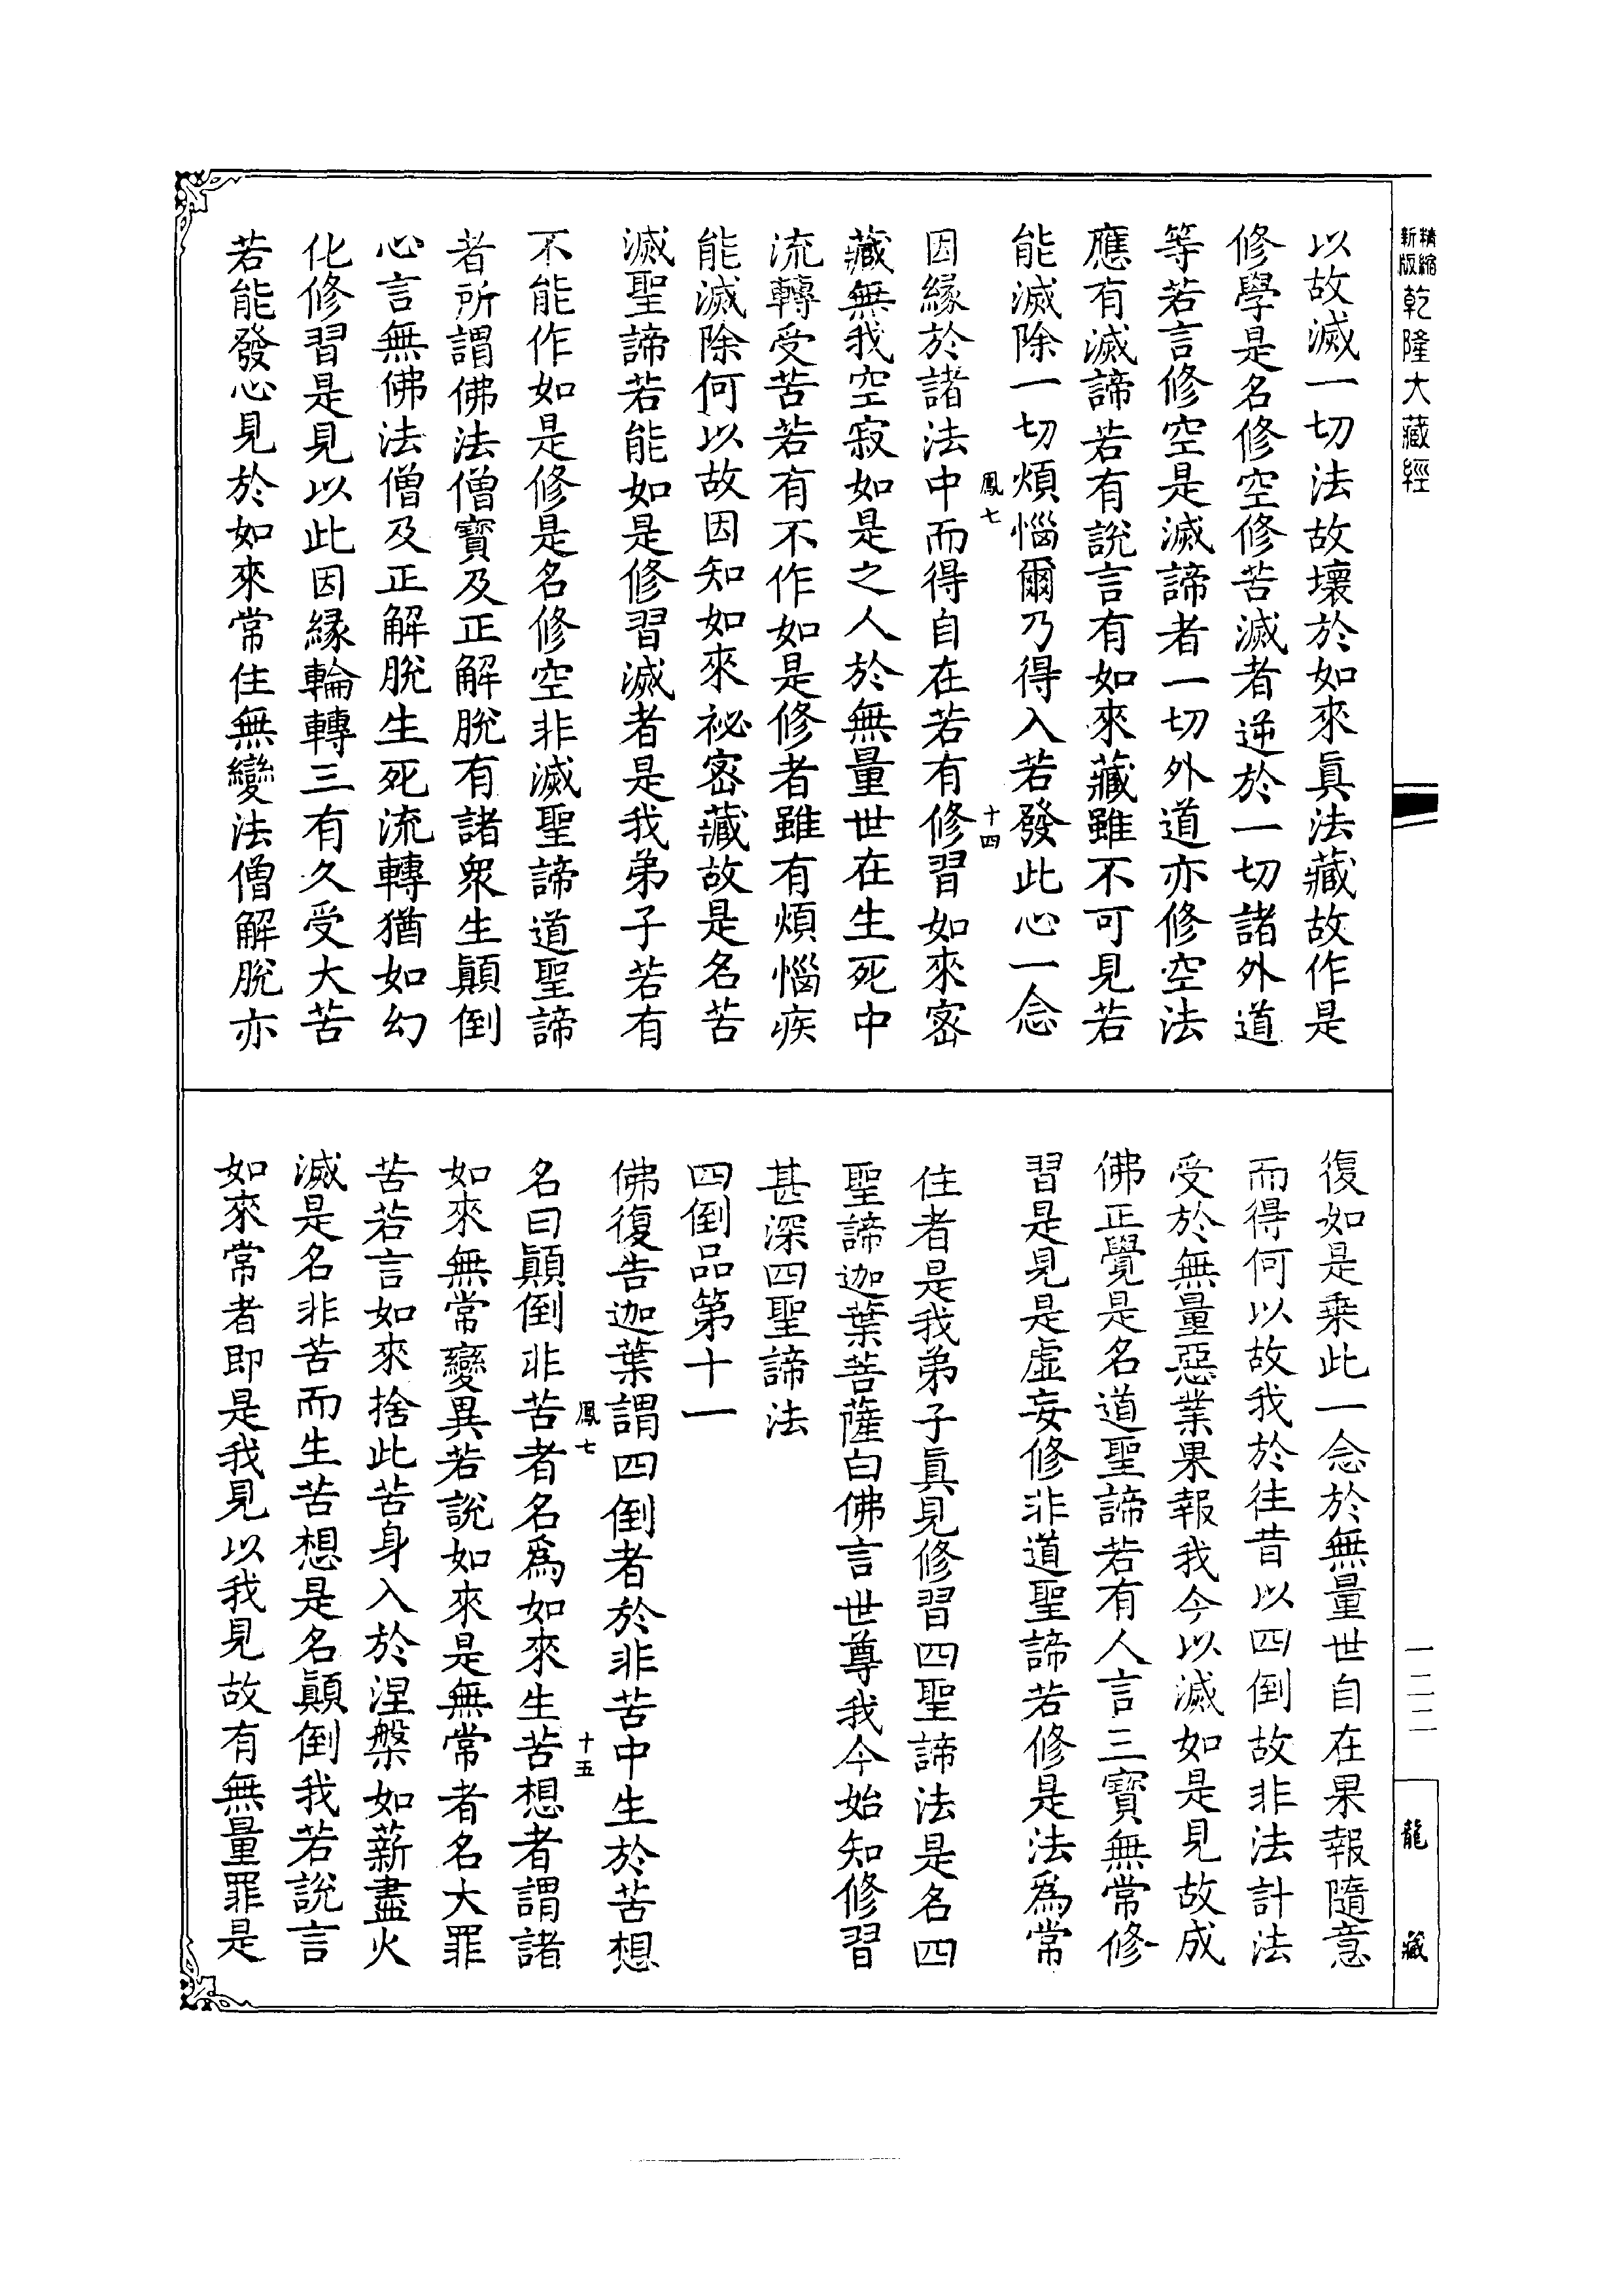 精縮
新版
乾隆大藏經
以故滅一切法故壞於如來眞法藏故作是
修學是名修空修苦滅者逆於一切諸外道
等若言修空是滅諦者一切外道亦修空法
應有滅諦若有說言有如來藏雖不可見若
能滅除一切煩惱爾乃得入若發此心一念
鳳七
十四
因緣於諸法中而得自在若有修習如來密
藏無我空寂如是之人於無量世在生死中
流轉受苦若有不作如是修者雖有煩惱疾
能滅除何以故因知如來祕密藏故是名苦
滅聖諦若能如是修習滅者是我弟子若有
不能作如是修是名修空非滅聖諦道聖諦
者所謂佛法僧寶及正解脫有諸衆生顚倒
心言無佛法僧及正解脫生死流轉猶如幻
化修習是見以此因緣輪轉三有久受大苦
若能發心見於如來常住無變法僧解脫亦
復如是乘此一念於無量世自在果報隨意
而得何以故我於往昔以四倒故非法計法
受於無量惡業果報我今以滅如是見故成
佛正覺是名道聖諦若有人言三寶無常修
習是見是虛妄修非道聖諦若修是法爲常
住者是我弟子眞見修習四聖諦法是名四
聖諦迦葉菩薩白佛言世尊我今始知修習
甚深四聖諦法
四倒品第十一
佛復告迦葉謂四倒者於非苦中生於苦想
鳳七
十五
名曰顚倒非苦者名爲如來生苦想者謂諸
如來無常變異若說如來是無常者名大罪
苦若言如來捨此苦身入於涅槃如薪盡火
滅是名非苦而生苦想是名顚倒我若說言
如來常者即是我見以我見故有無量罪是
一二二
龍藏